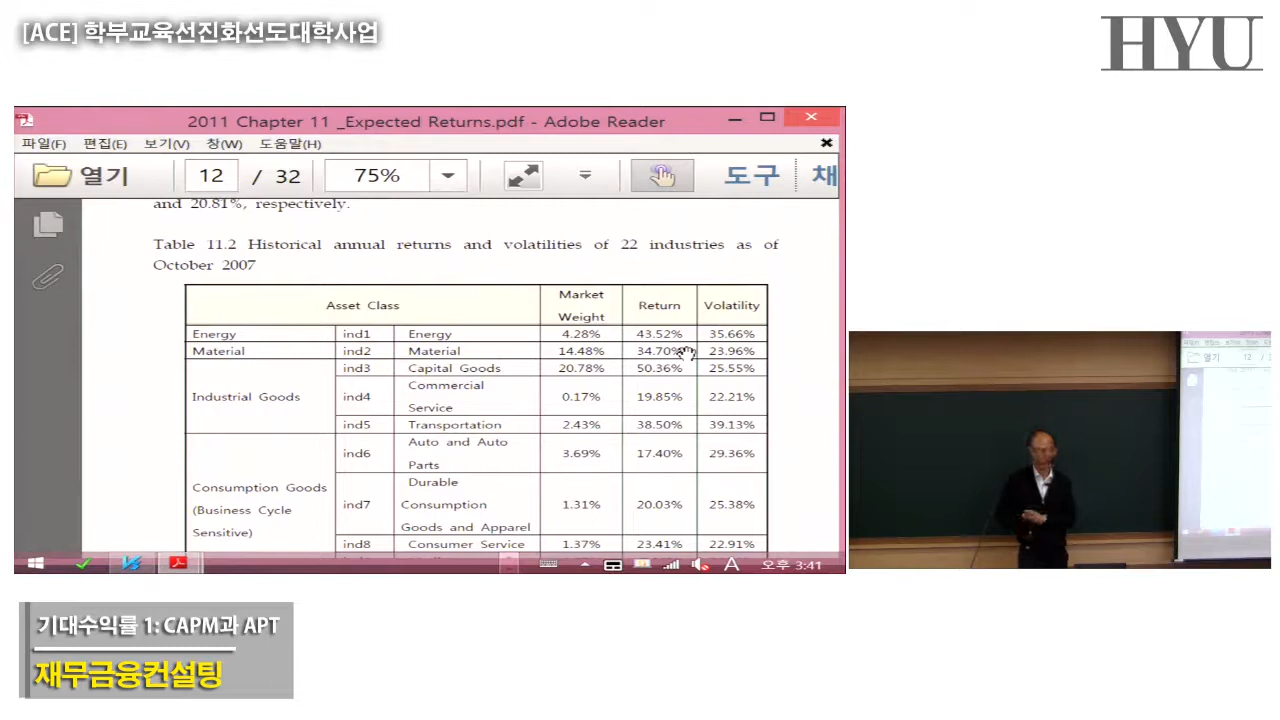 [ACE] 학부교육선진화선도대학사업
HYU
2011 Chapter 11 _Expected Returns.pdf - Adobe Reader
파일(F) 편집(E) 보기(V) 창(W) 도움말(H)
열기 12 / 32 75% 도구 채
and 20.81%, respectively.
Table 11.2 Historical annual returns and volatilities of 22 industries as of
October 2007
Asset Class Market Weight Return Volatility
Energy ind1 Energy 4.28% 43.52% 35.66%
Material ind2 Material 14.48% 34.70% 23.96%
Industrial Goods ind3 Capital Goods 20.78% 50.36% 25.55%
ind4 Commercial Service 0.17% 19.85% 22.21%
ind5 Transportation 2.43% 38.50% 39.13%
Consumption Goods (Business Cycle Sensitive) ind6 Auto and Auto Parts 3.69% 17.40% 29.36%
ind7 Durable Consumption Goods and Apparel 1.31% 20.03% 25.38%
ind8 Consumer Service 1.37% 23.41% 22.91%
A 오후 3:41
열기 12
기대수익률 1: CAPM과 APT
재무금융컨설팅